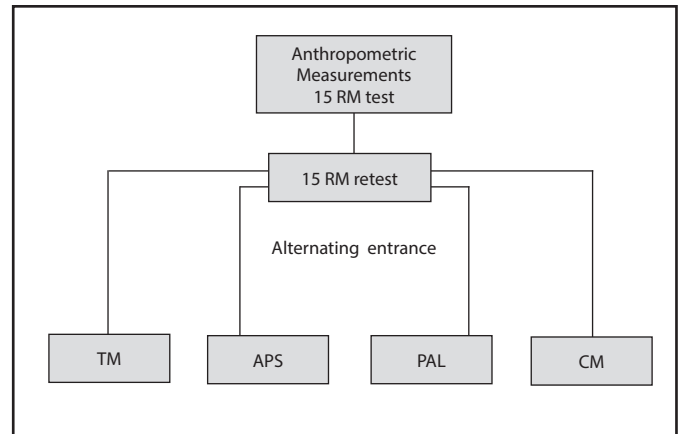 Anthropometric
Measurements
15 RM test
15 RM retest
Alternating entrance
TM
APS
PAL
CM